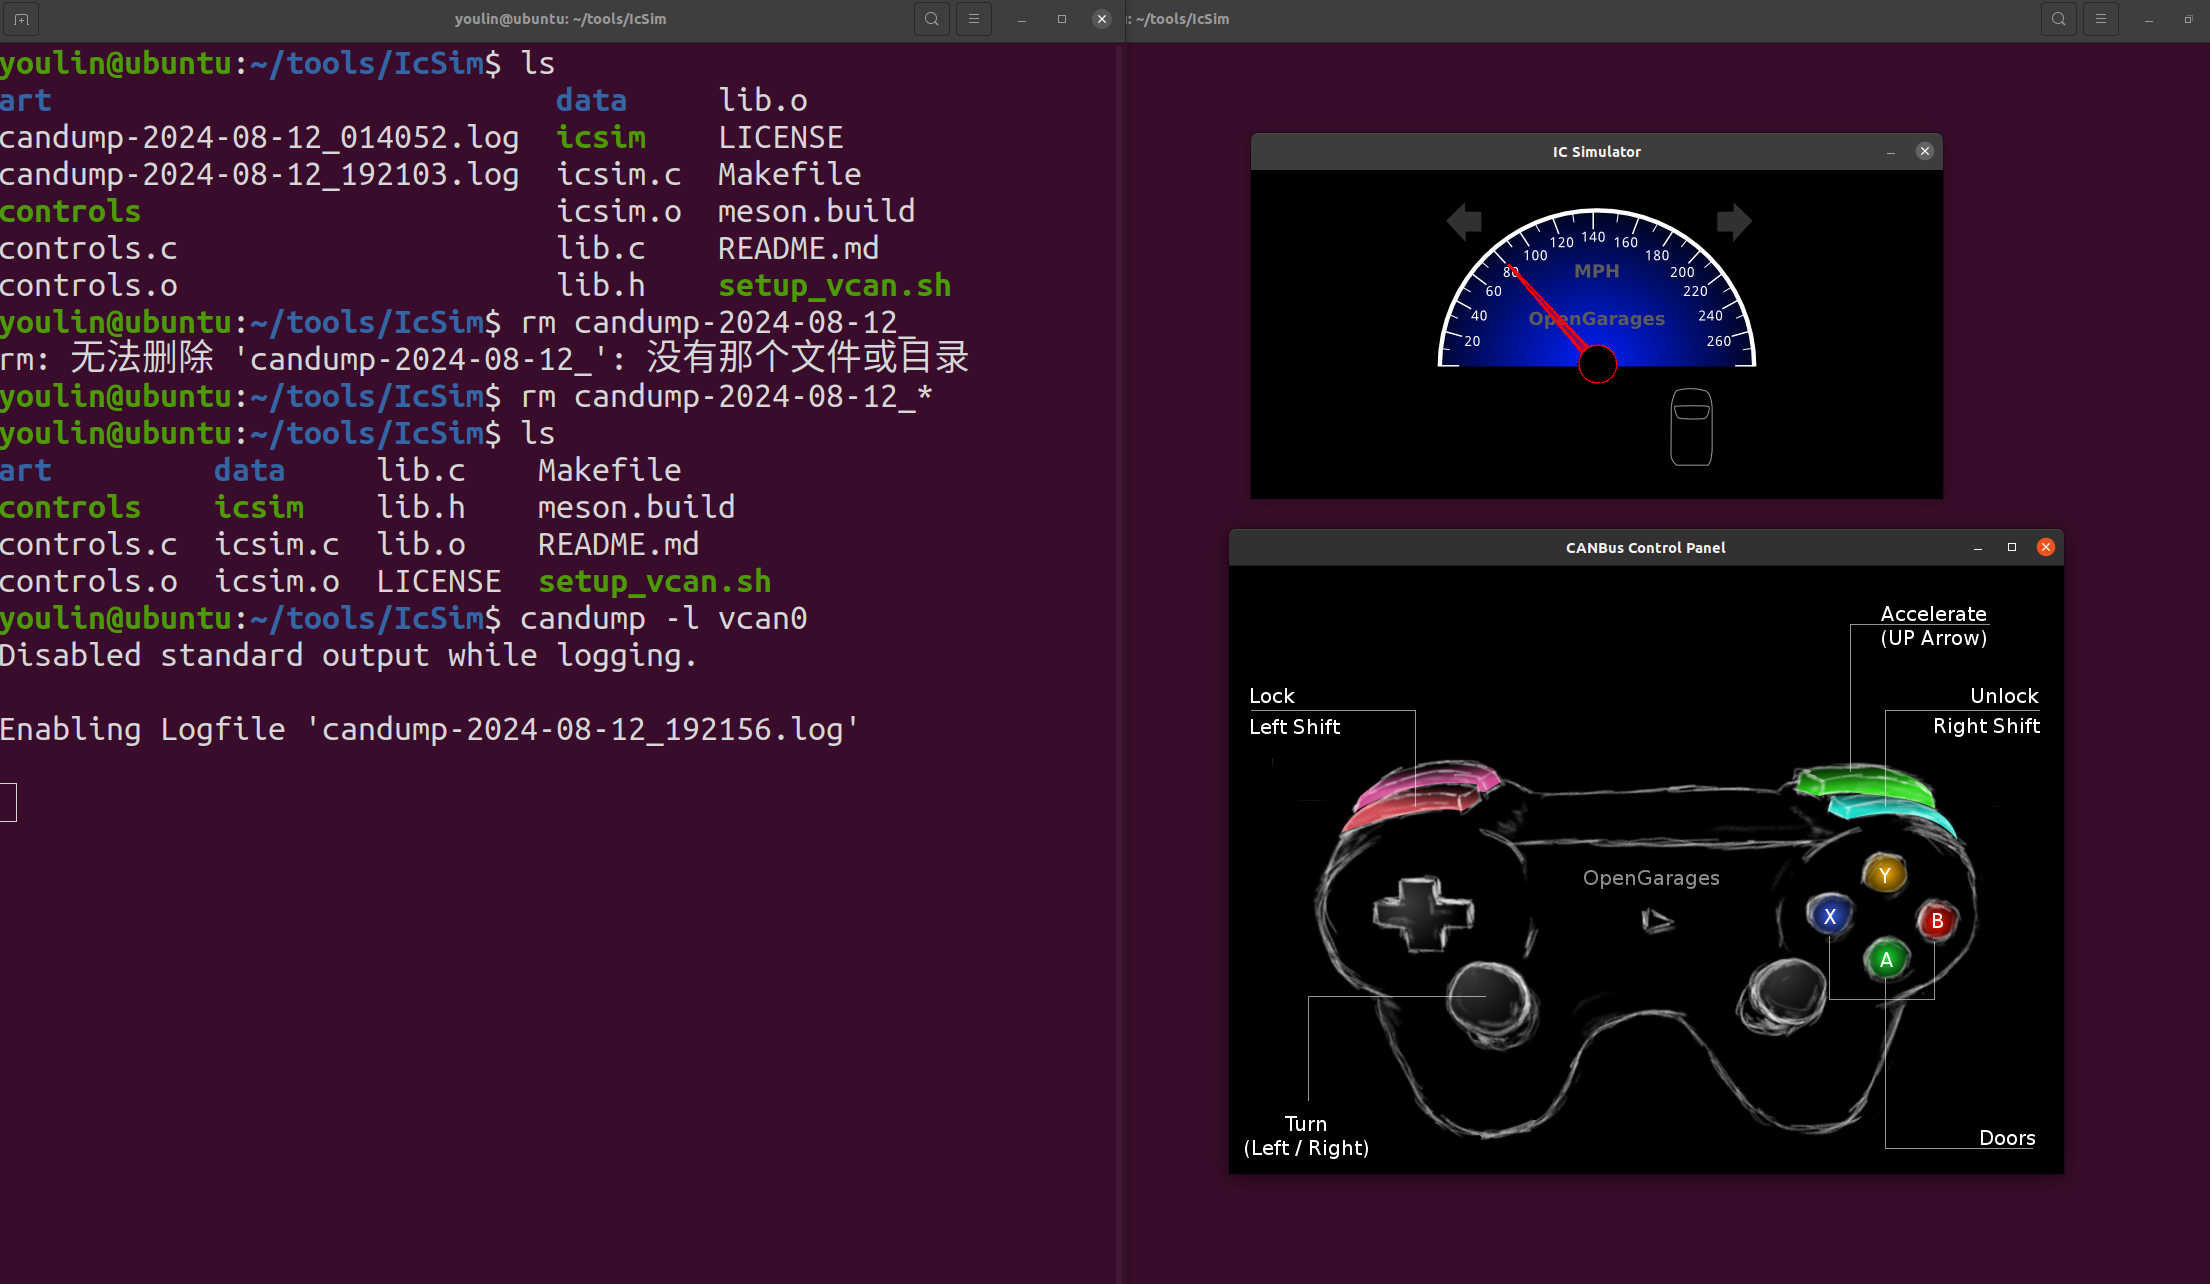 youlin@ubuntu: ~/tools/IcSim
: ~/tools/IcSim
youlin@ubuntu:~/tools/IcSim$ ls
art data lib.o
candump-2024-08-12_014052.log icsim LICENSE
candump-2024-08-12_192103.log icsim.c Makefile
controls icsim.o meson.build
controls.c lib.c README.md
controls.o lib.h setup_vcan.sh
youlin@ubuntu:~/tools/IcSim$ rm candump-2024-08-12_
rm: 无法删除 'candump-2024-08-12_': 没有那个文件或目录
youlin@ubuntu:~/tools/IcSim$ rm candump-2024-08-12_*
youlin@ubuntu:~/tools/IcSim$ ls
art data lib.c Makefile
controls icsim lib.h meson.build
controls.c icsim.c lib.o README.md
controls.o icsim.o LICENSE setup_vcan.sh
youlin@ubuntu:~/tools/IcSim$ candump -l vcan0
Disabled standard output while logging.
Enabling Logfile 'candump-2024-08-12_192156.log'
IC Simulator
20 40 60 80 100 120 140 160 180 200 220 240 260
MPH
OpenGarages
CANBus Control Panel
Accelerate
(UP Arrow)
Lock
Left Shift
Unlock
Right Shift
OpenGarages
Y
X
B
A
Turn
(Left / Right)
Doors